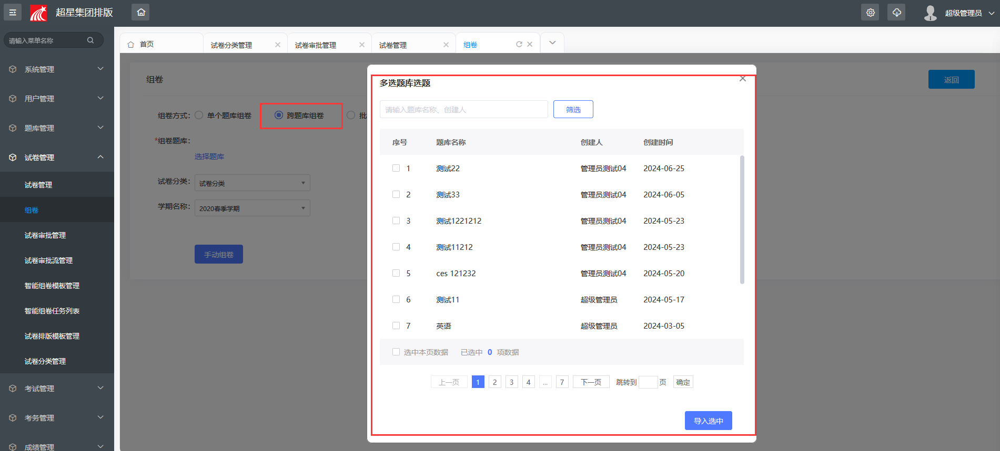 超星集团排版
超级管理员
请输入菜单名称
首页
试卷分类管理
试卷审批管理
试卷管理
组卷
系统管理
用户管理
题库管理
试卷管理
试卷管理
组卷
试卷审批管理
试卷审批流管理
智能组卷模板管理
智能组卷任务列表
试卷排版模板管理
试卷分类管理
考试管理
考务管理
成绩管理
组卷
返回
组卷方式: 单个题库组卷 跨题库组卷 批
*组卷题库:
选择题库
试卷分类: 试卷分类
学期名称: 2020春季学期
手动组卷
多选题库选题
请输入题库名称、创建人 筛选
序号 题库名称 创建人 创建时间
1 测试22 管理员测试04 2024-06-25
2 测试33 管理员测试04 2024-06-05
3 测试1221212 管理员测试04 2024-05-23
4 测试11212 管理员测试04 2024-05-23
5 ces 121232 管理员测试04 2024-05-20
6 测试11 超级管理员 2024-05-17
7 英语 超级管理员 2024-03-05
选中本页数据 已选中 0 项数据
上一页 1 2 3 4 ... 7 下一页 跳转到 页 确定
导入选中